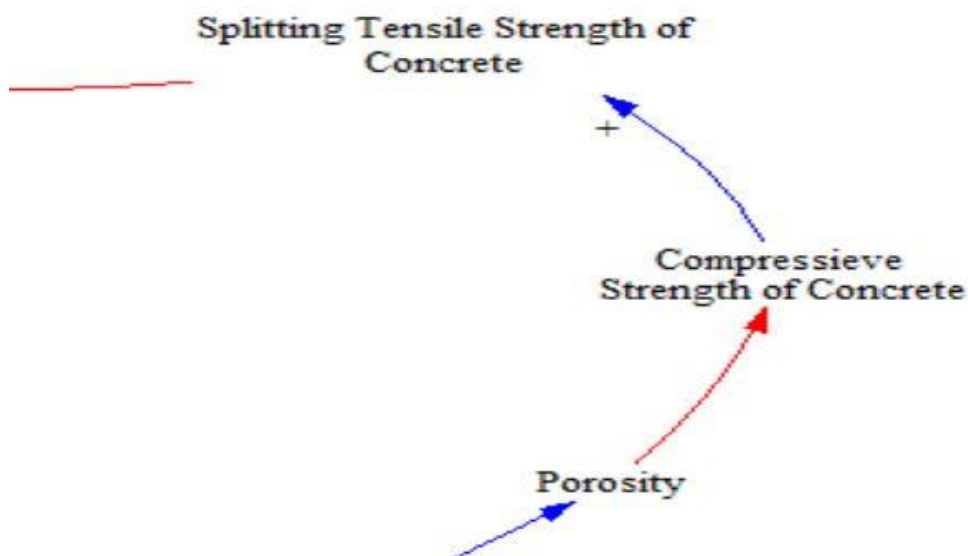 Splitting Tensile Strength of
Concrete
+
Compressieve
Strength of Concrete
Porosity